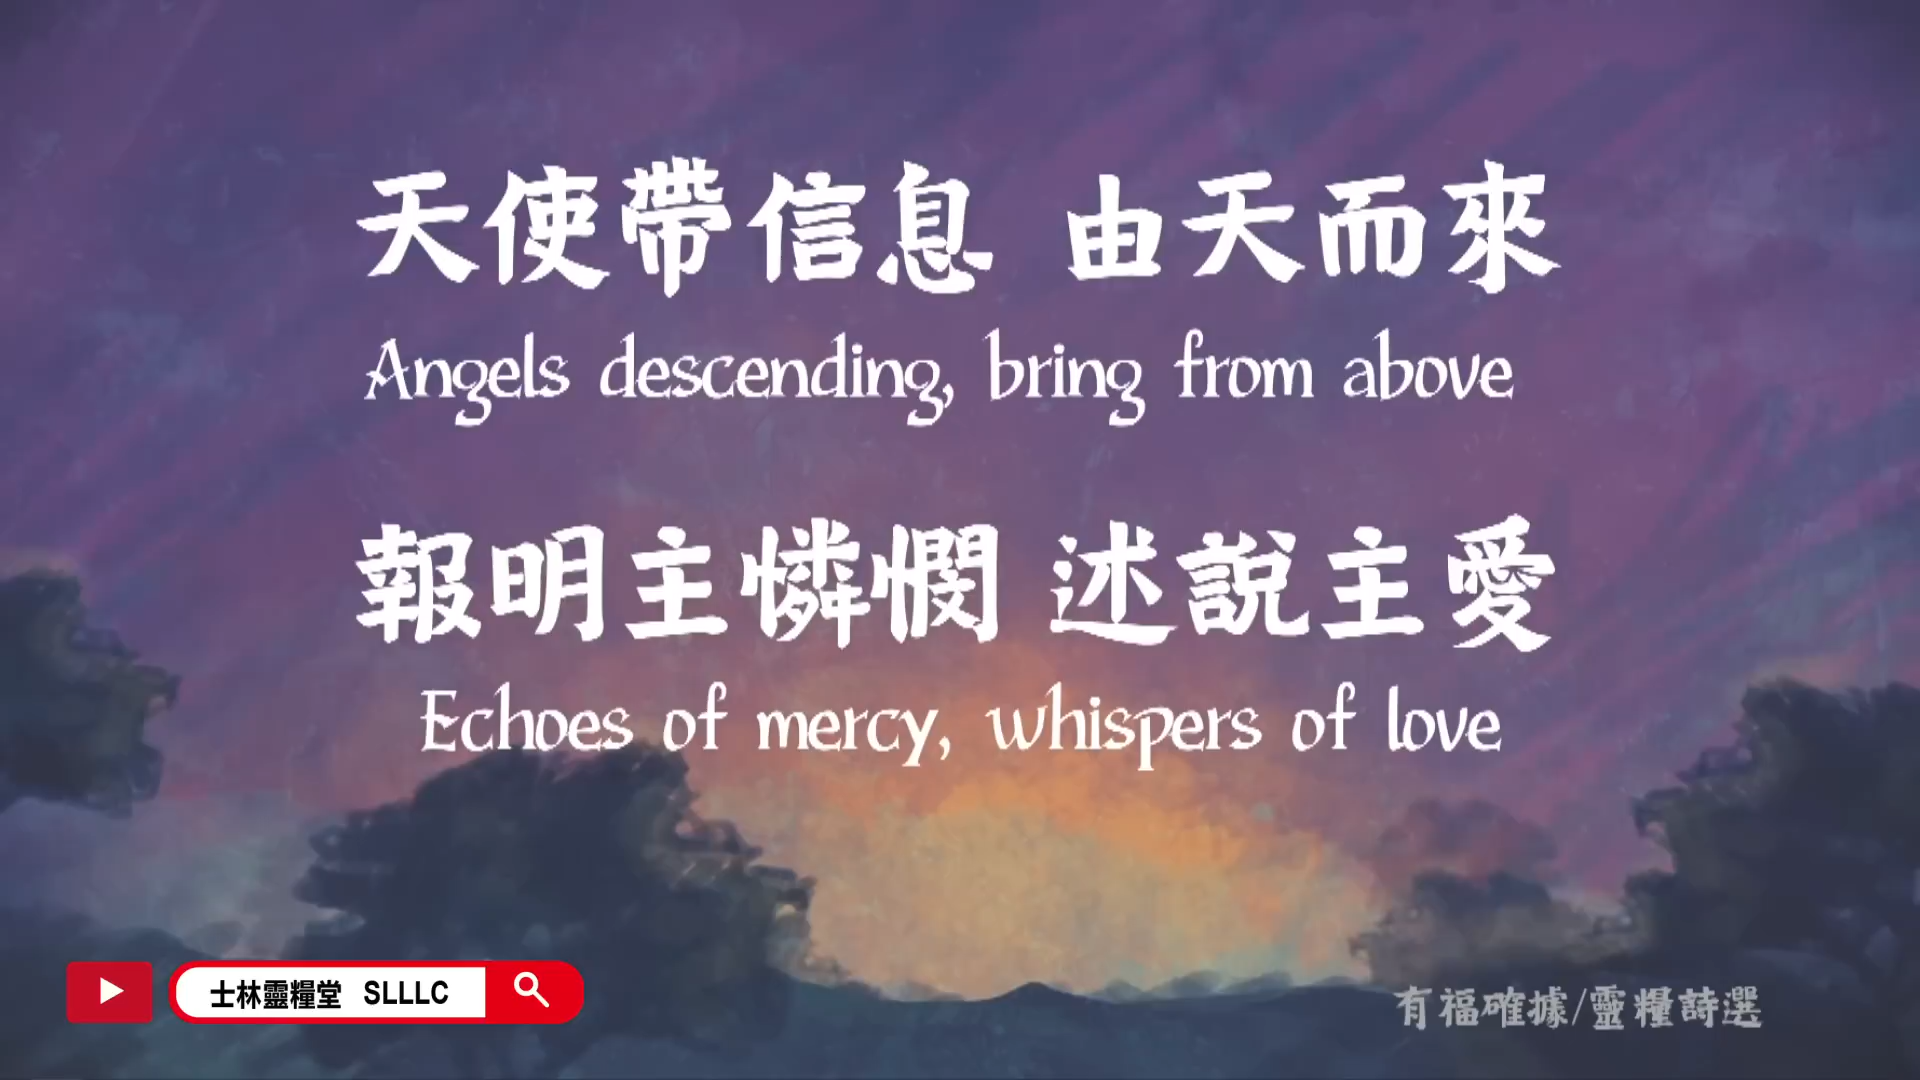 天使帶信息 由天而來
Angels descending, bring from above
報明主憐憫 述說主愛
Echoes of mercy, whispers of love
士林靈糧堂 SLLLC
有福確據/靈糧詩選